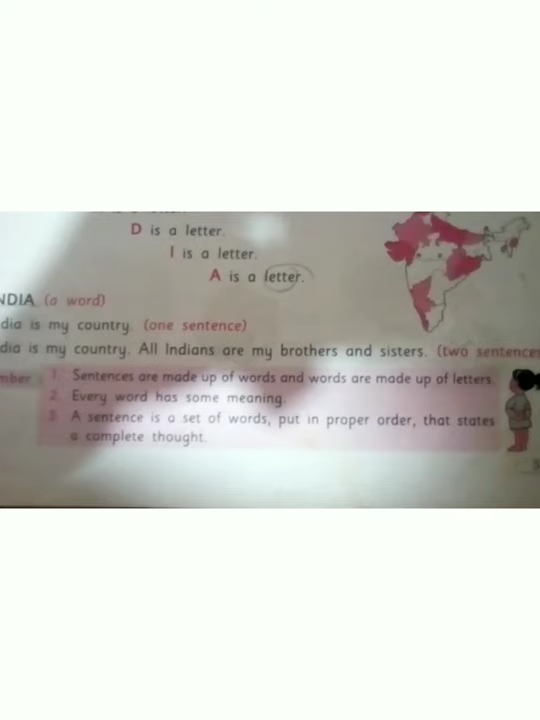 D is a letter.
I is a letter.
A is a letter.
NDIA (a word)
dia is my country. (one sentence)
dia is my country. All Indians are my brothers and sisters. (two sentences
mber 1. Sentences are made up of words and words are made up of letters.
2. Every word has some meaning.
3. A sentence is a set of words, put in proper order, that states
a complete thought.